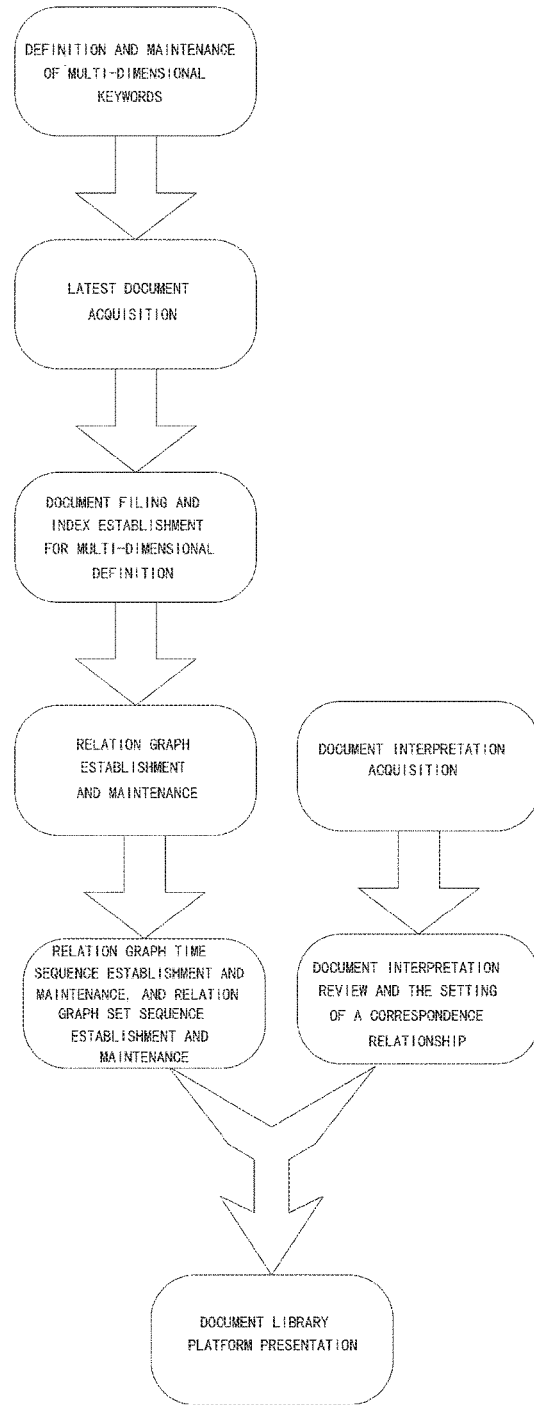 DEFINITION AND MAINTENANCE
OF MULTI-DIMENSIONAL
KEYWORDS
LATEST DOCUMENT
ACQUISITION
DOCUMENT FILING AND
INDEX ESTABLISHMENT
FOR MULTI-DIMENSIONAL
DEFINITION
RELATION GRAPH
ESTABLISHMENT
AND MAINTENANCE
DOCUMENT INTERPRETATION
ACQUISITION
RELATION GRAPH TIME
SEQUENCE ESTABLISHMENT AND
MAINTENANCE, AND RELATION
GRAPH SET SEQUENCE
ESTABLISHMENT AND
MAINTENANCE
DOCUMENT INTERPRETATION
REVIEW AND THE SETTING
OF A CORRESPONDENCE
RELATIONSHIP
DOCUMENT LIBRARY
PLATFORM PRESENTATION